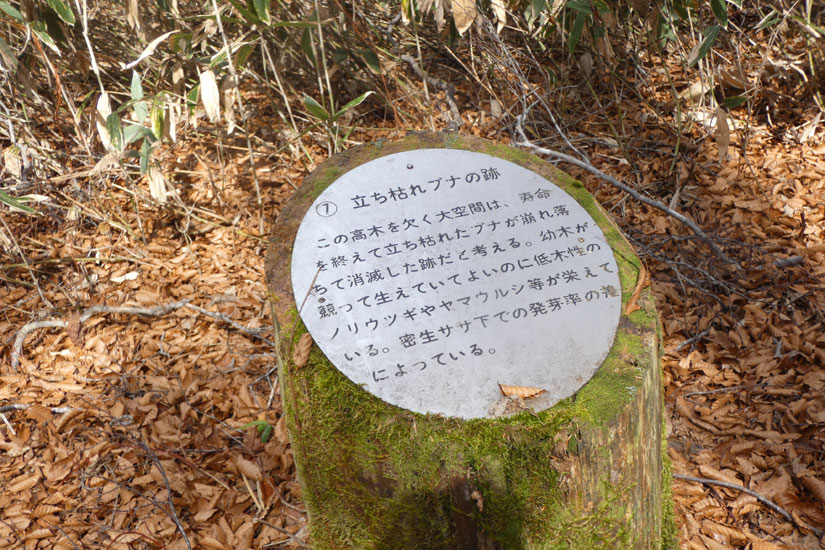 ① 立ち枯れブナの跡
この高木を欠く大空間は、寿命
を終えて立ち枯れたブナが崩れ落
ちて消滅した跡だと考える。幼木が
競って生えていてよいのに低木性の
ノリウツギやヤマウルシ等が栄えて
いる。密生ササ下での発芽率の差
によっている。